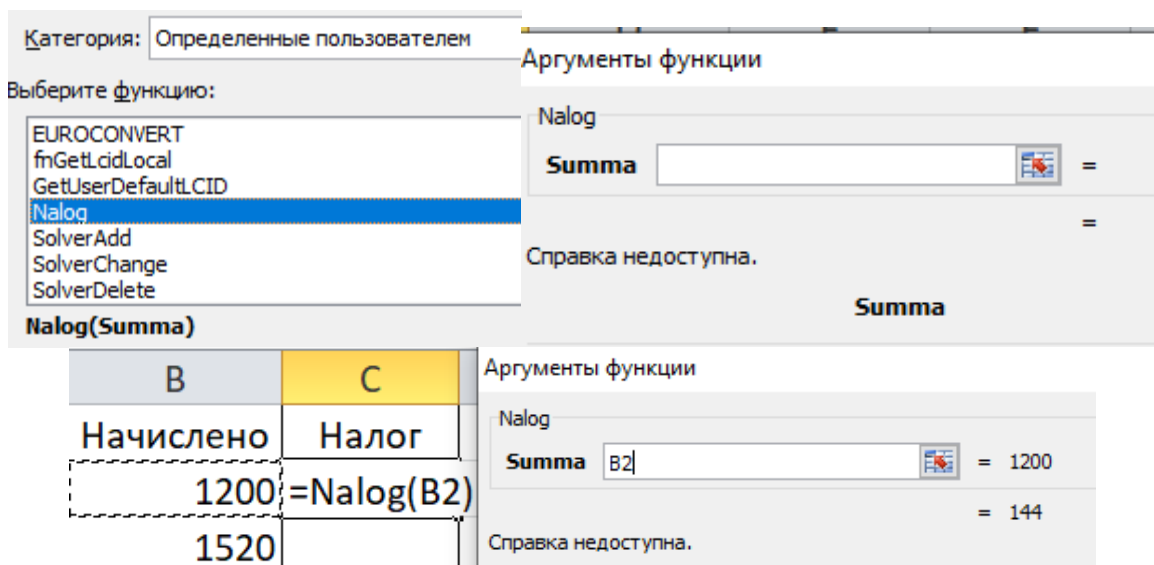 Категория: Определенные пользователем
Выберите функцию:
EUROCONVERT
fnGetLcidLocal
GetUserDefaultLCID
Nalog
SolverAdd
SolverChange
SolverDelete
Nalog(Summa)
Аргументы функции
Nalog
Summa =
=
Справка недоступна.
Summa
B C
Начислено Налог
1200 =Nalog(B2)
1520
Аргументы функции
Nalog
Summa B2 = 1200
= 144
Справка недоступна.